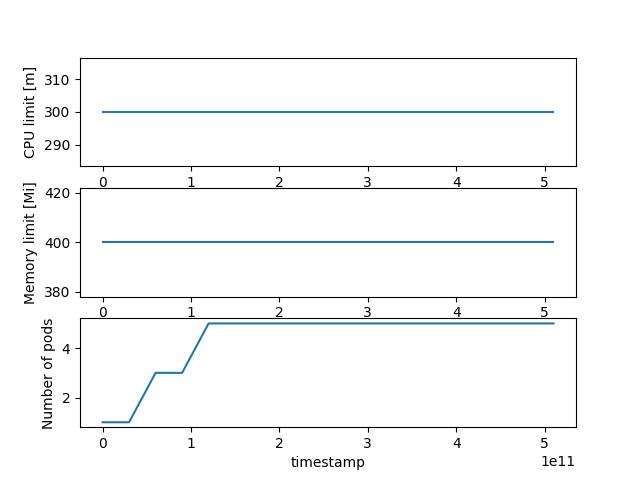 CPU limit [m]
310
300
290
0 1 2 3 4 5
Memory limit [Mi]
420
400
380
0 1 2 3 4 5
Number of pods
4
2
0 1 2 3 4 5
timestamp
1e11